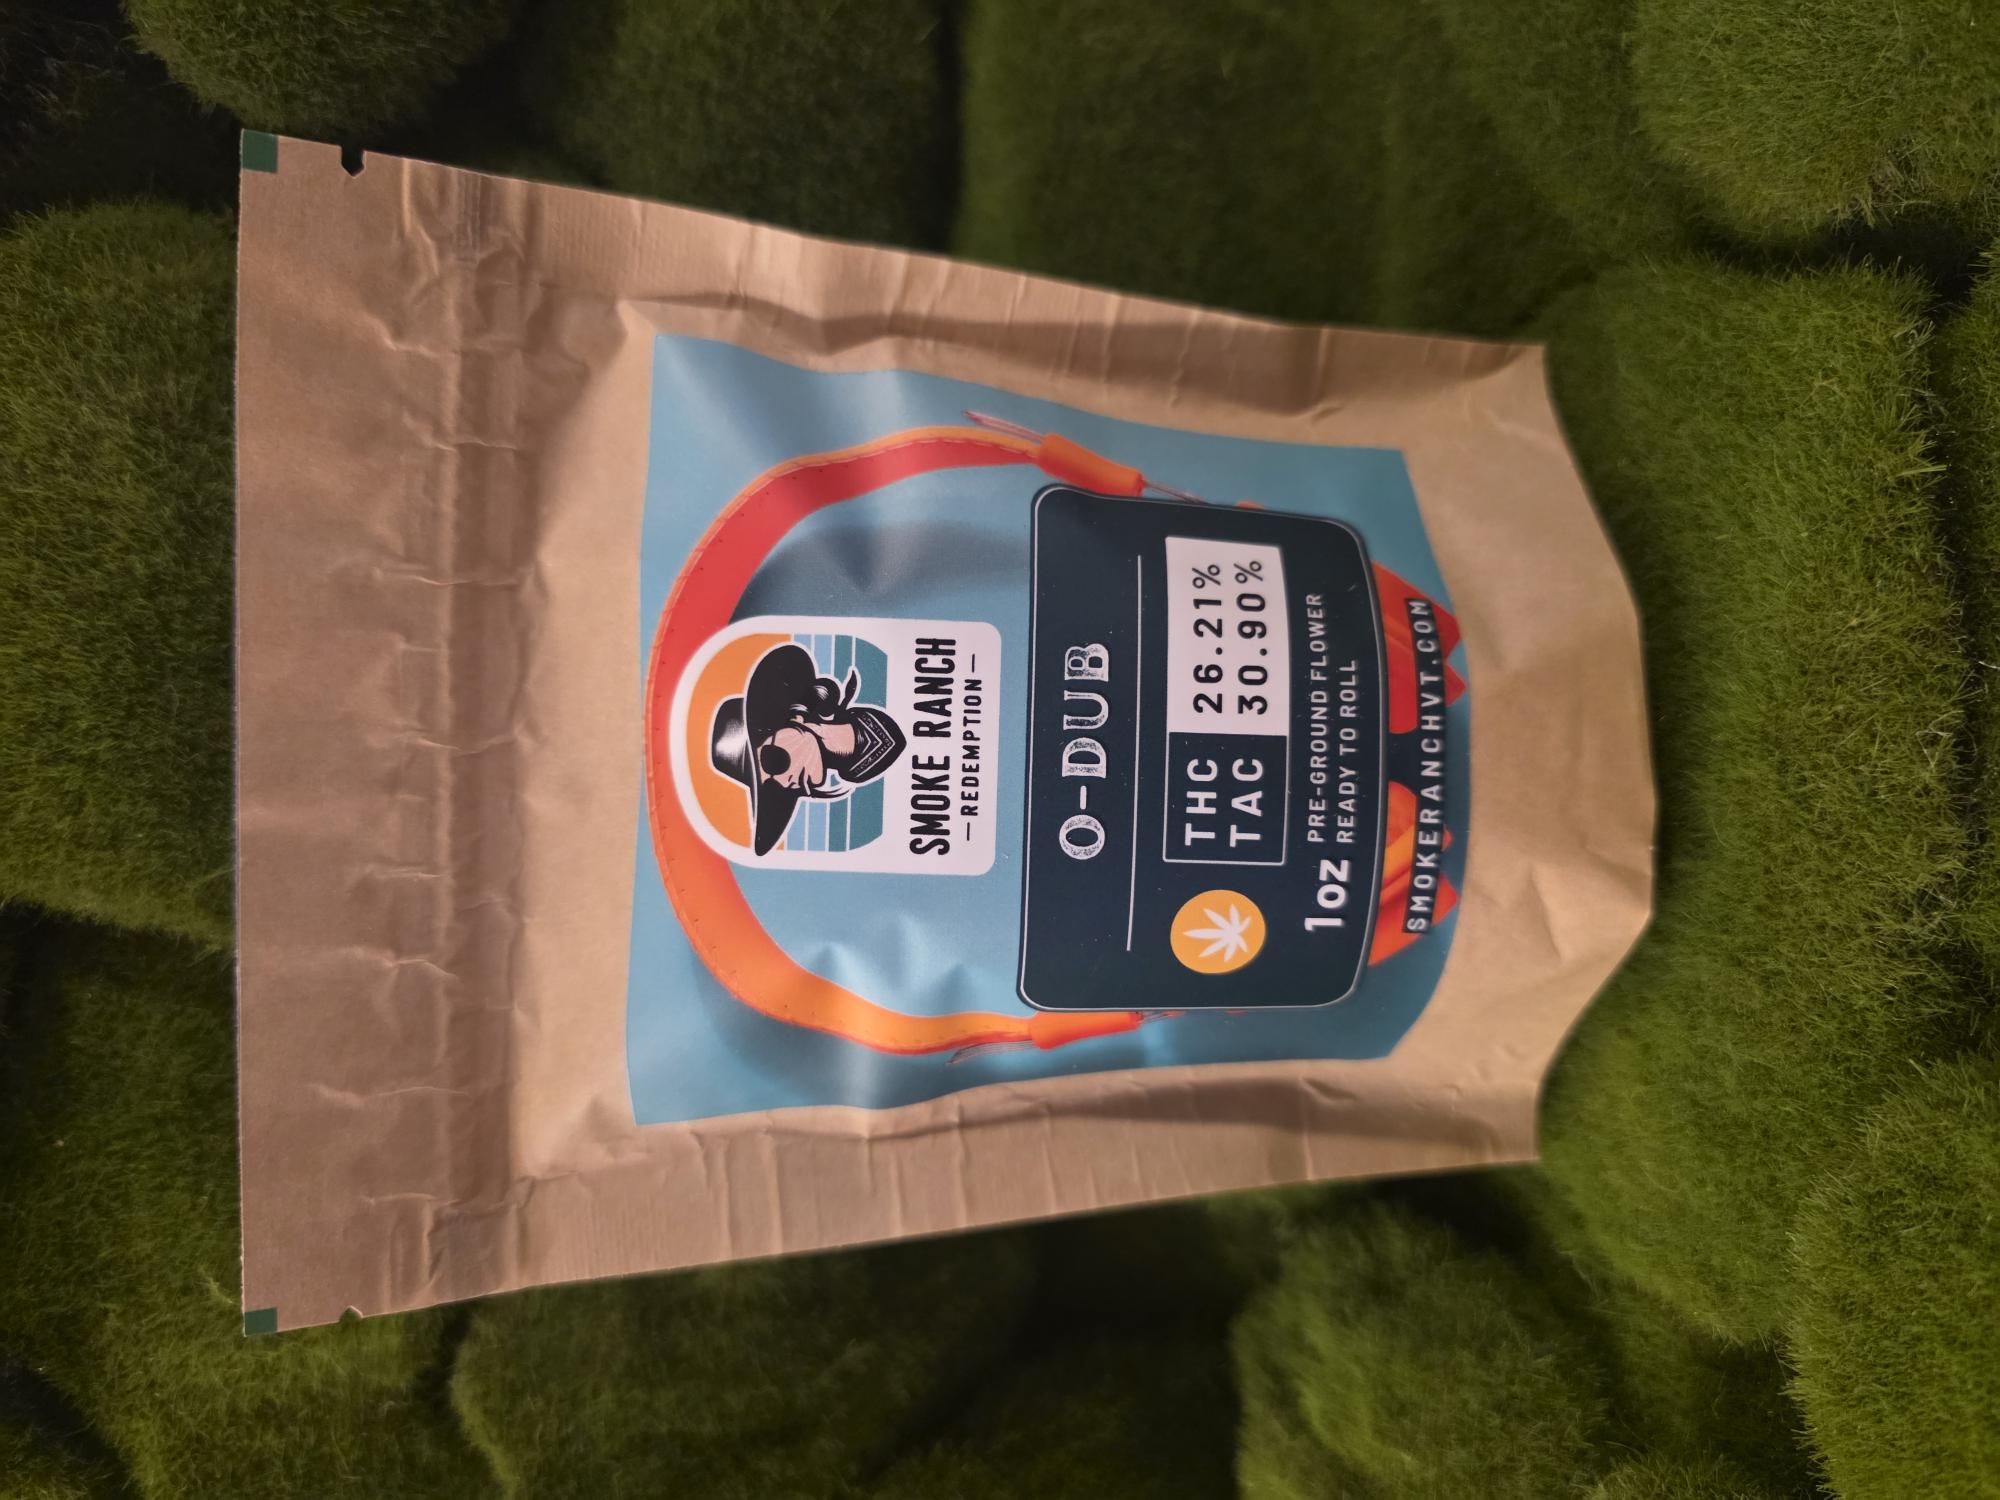 SMOKE RANCH
—REDEMPTION—
O-DUB
THC 26.21%
TAC 30.90%
1oz PRE-GROUND FLOWER
READY TO ROLL
SMOKERANCHVT.COM